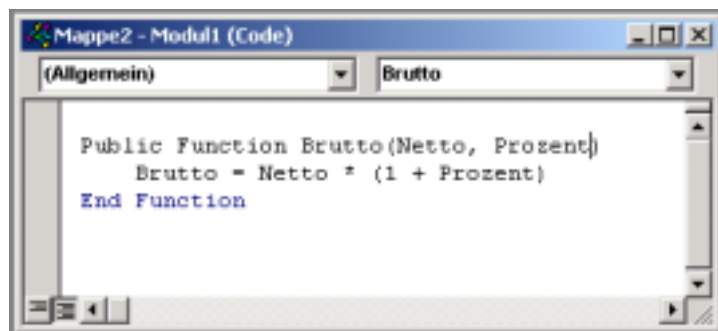 Mappe2 - Modul1 (Code)
(Allgemein) Brutto
Public Function Brutto(Netto, Prozent)
Brutto = Netto * (1 + Prozent)
End Function